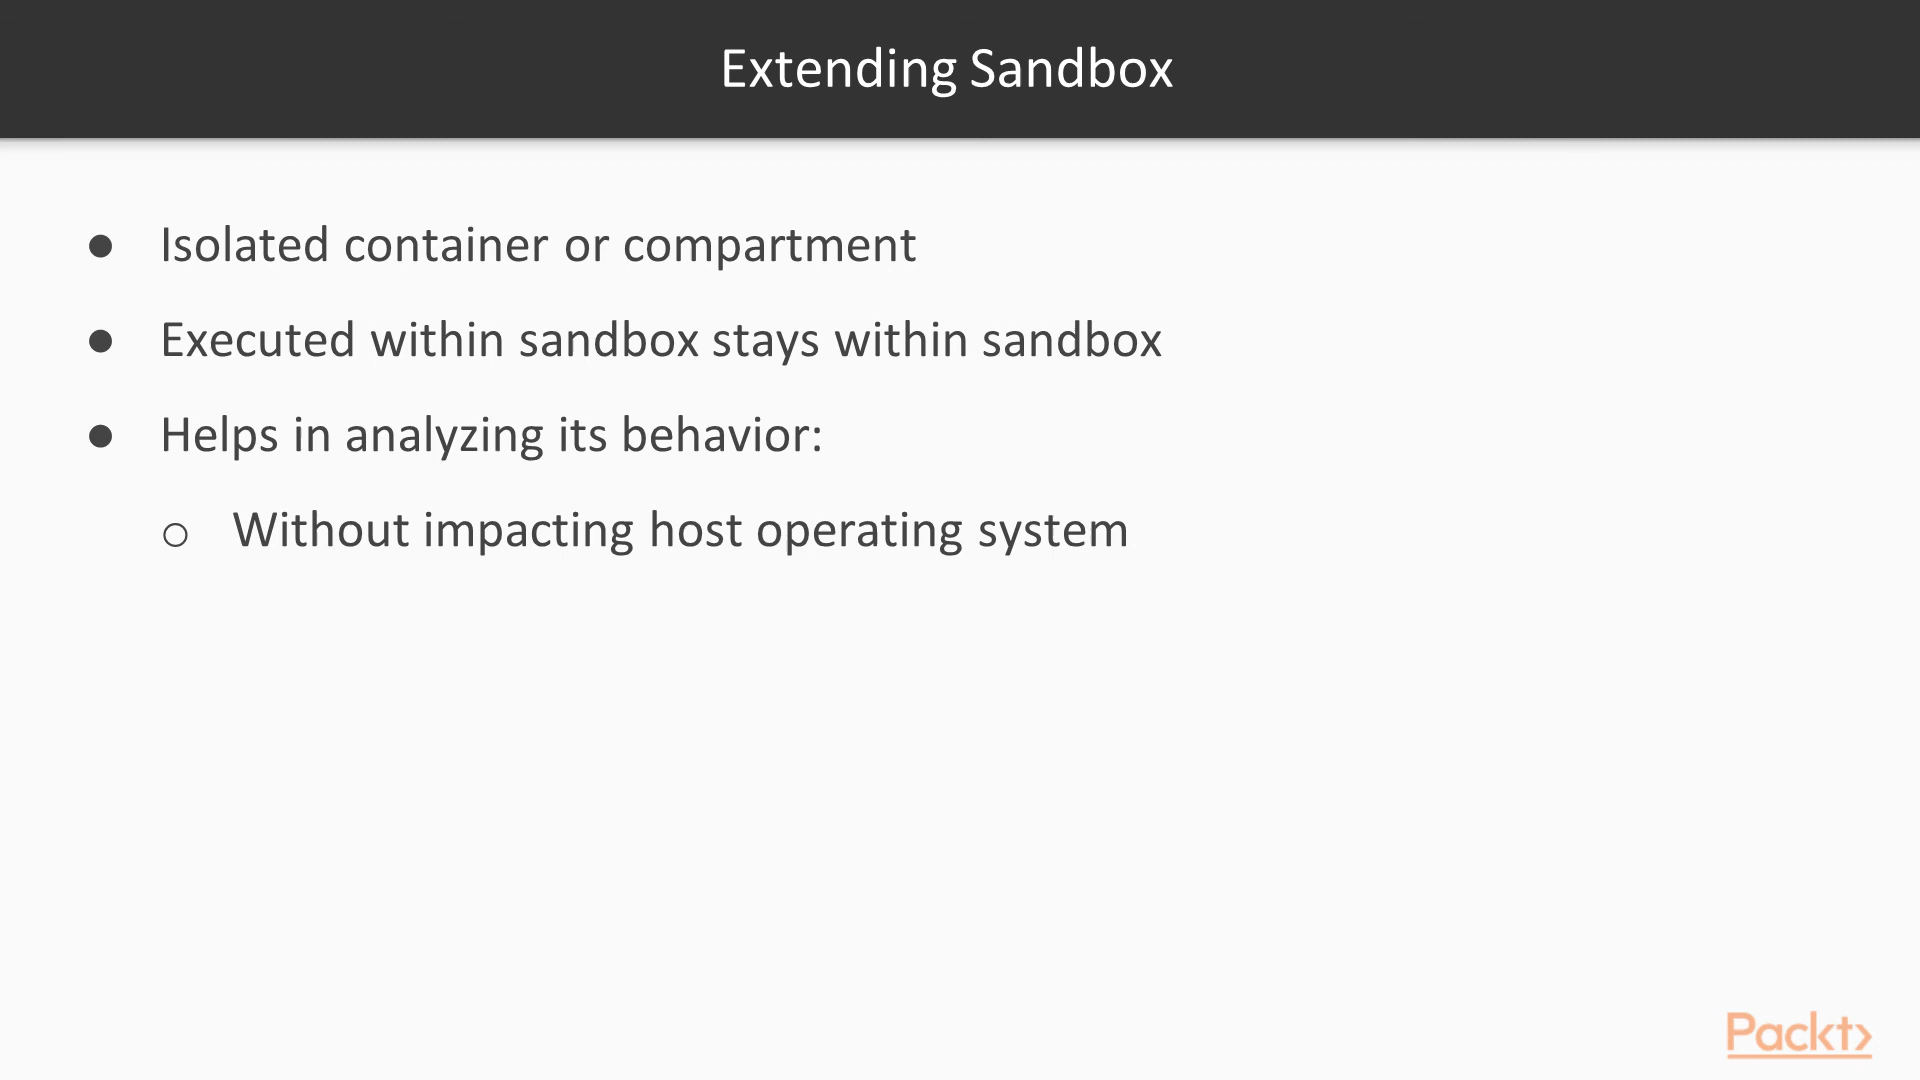 Extending Sandbox
● Isolated container or compartment
● Executed within sandbox stays within sandbox
● Helps in analyzing its behavior:
○ Without impacting host operating system
Packt>